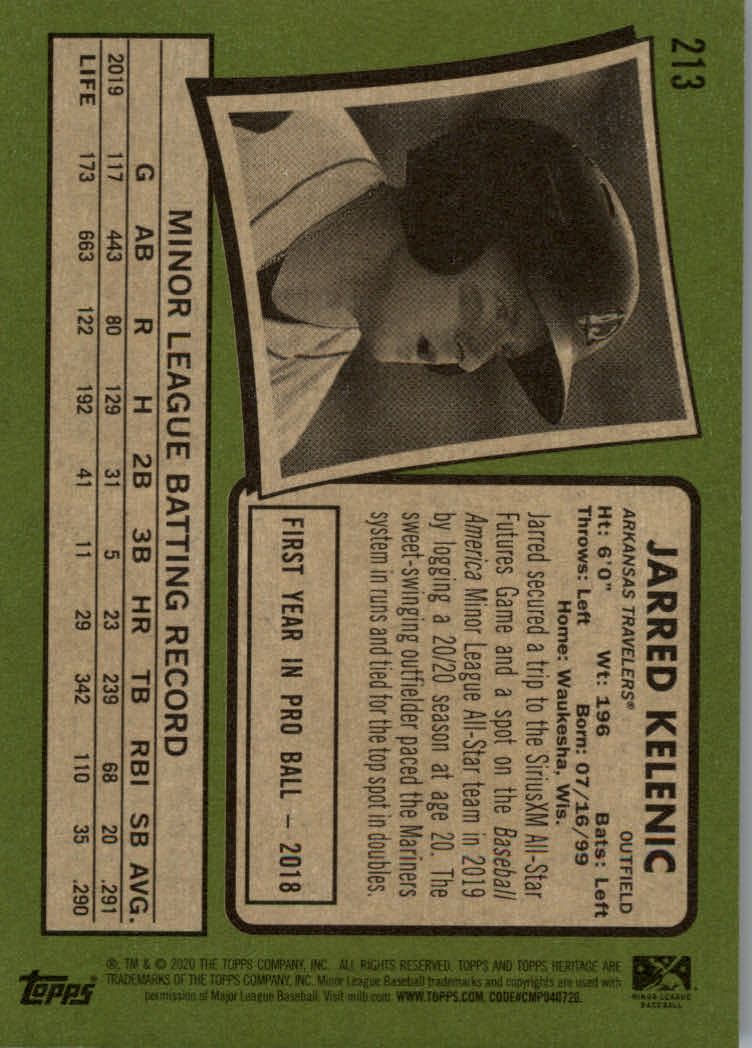 213
JARRED KELENIC
ARKANSAS TRAVELERS® OUTFIELD
Ht: 6'0" Wt: 196 Bats: Left
Throws: Left Born: 07/16/99
Home: Waukesha, Wis.
Jarred secured a trip to the SiriusXM All-Star
Futures Game and a spot on the Baseball
America Minor League All-Star team in 2019
by logging a 20/20 season at age 20. The
sweet-swinging outfielder paced the Mariners
system in runs and tied for the top spot in doubles.
FIRST YEAR IN PRO BALL – 2018
MINOR LEAGUE BATTING RECORD
G AB R H 2B 3B HR TB RBI SB AVG.
2019 117 443 80 129 31 5 23 239 68 20 .291
LIFE 173 663 122 192 41 11 29 342 110 35 .290
MINOR LEAGUE
BASEBALL
®, TM & © 2020 THE TOPPS COMPANY, INC. ALL RIGHTS RESERVED. TOPPS AND TOPPS HERITAGE ARE
TRADEMARKS OF THE TOPPS COMPANY, INC. Minor League Baseball trademarks and copyrights are used with
permission of Major League Baseball. Visit milb.com. WWW.TOPPS.COM. CODE#CMP040720.
topps®